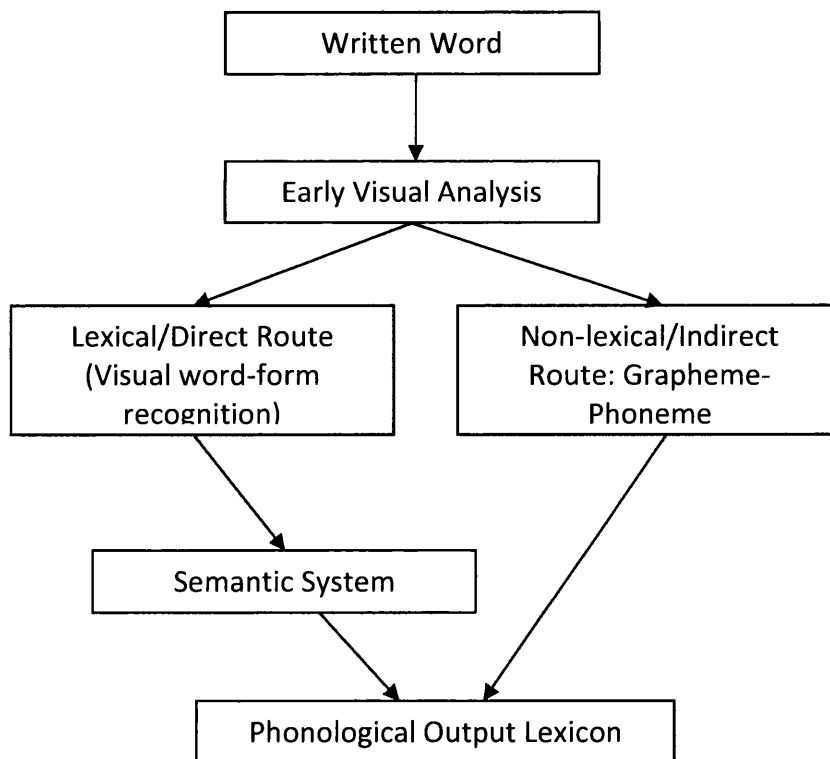 Written Word
Early Visual Analysis
Lexical/Direct Route
(Visual word-form
recognition)
Non-lexical/Indirect
Route: Grapheme-
Phoneme
Semantic System
Phonological Output Lexicon